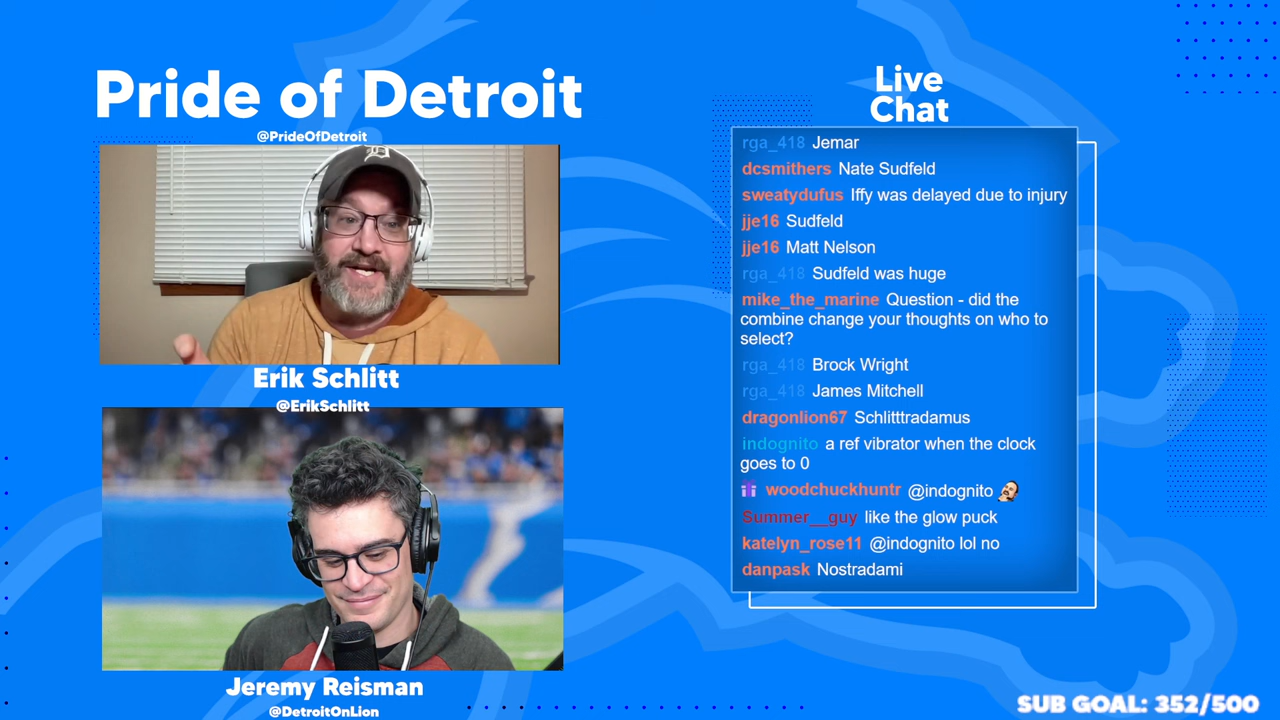 Pride of Detroit
@PrideOfDetroit
Erik Schlitt
@ErikSchlitt
Jeremy Reisman
@DetroitOnLion
Live
Chat
rga_418 Jemar
dcsmithers Nate Sudfeld
sweatydufus Iffy was delayed due to injury
jje16 Sudfeld
jje16 Matt Nelson
rga_418 Sudfeld was huge
mike_the_marine Question - did the
combine change your thoughts on who to
select?
rga_418 Brock Wright
rga_418 James Mitchell
dragonlion67 Schlitttradamus
indognito a ref vibrator when the clock
goes to 0
woodchuckhuntr @indognito
Summer__guy like the glow puck
katelyn_rose11 @indognito lol no
danpask Nostradami
SUB GOAL: 352/500